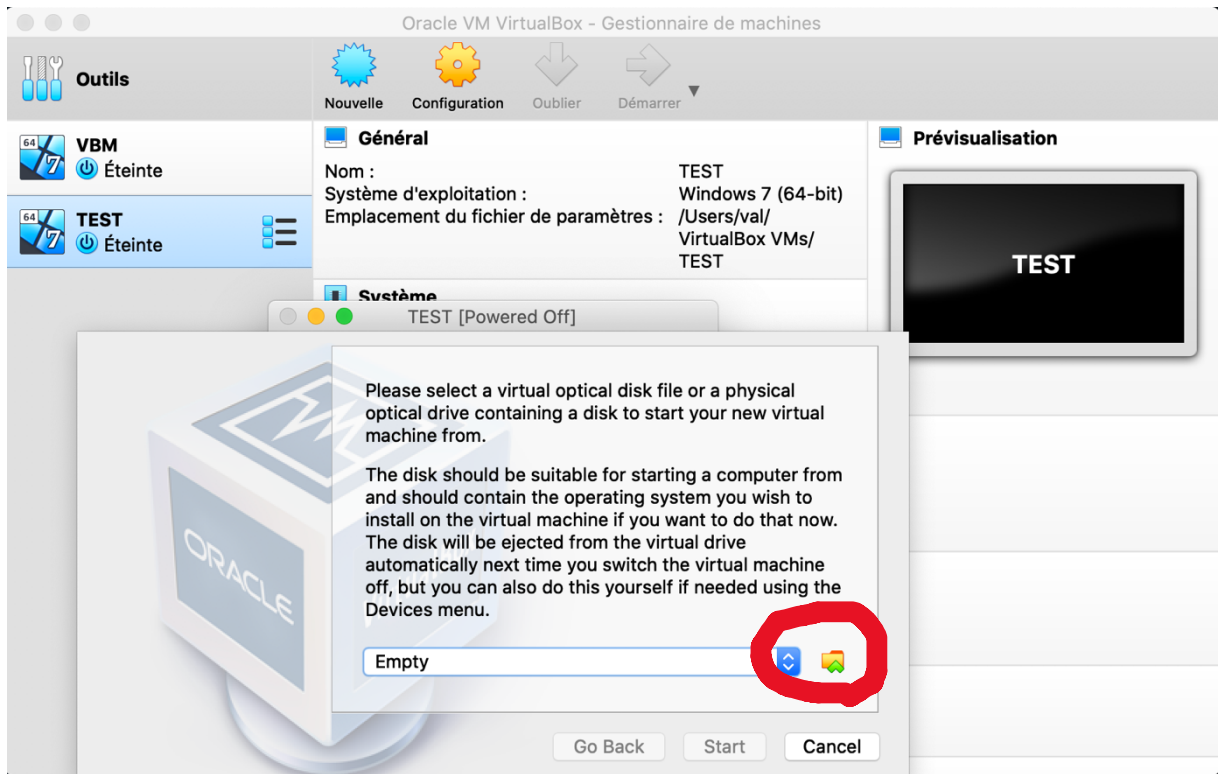 Oracle VM VirtualBox - Gestionnaire de machines
Outils
Nouvelle
Configuration
Oublier
Démarrer
64
7
VBM
Éteinte
64
7
TEST
Éteinte
Général
Nom :
TEST
Système d'exploitation :
Windows 7 (64-bit)
Emplacement du fichier de paramètres :
/Users/val/
VirtualBox VMs/
TEST
Système
Prévisualisation
TEST
TEST [Powered Off]
Please select a virtual optical disk file or a physical
optical drive containing a disk to start your new virtual
machine from.
The disk should be suitable for starting a computer from
and should contain the operating system you wish to
install on the virtual machine if you want to do that now.
The disk will be ejected from the virtual drive
automatically next time you switch the virtual machine
off, but you can also do this yourself if needed using the
Devices menu.
ORACLE
Empty
Go Back
Start
Cancel